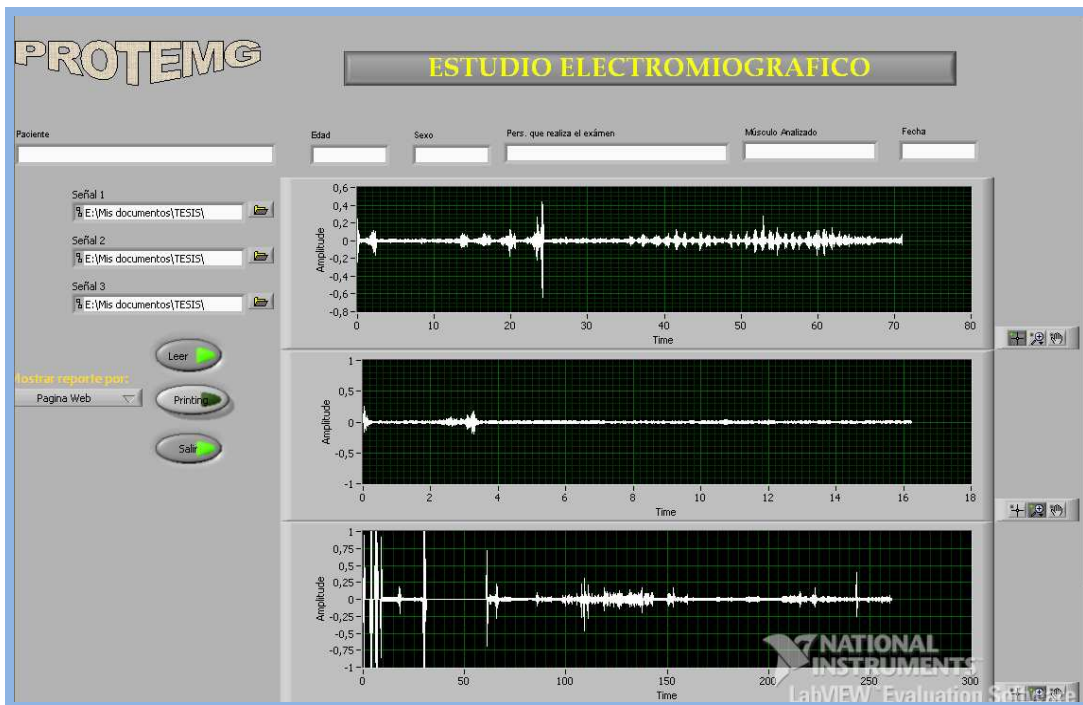 PROTEMG
ESTUDIO ELECTROMIOGRAFICO
Paciente
Edad
Sexo
Pers. que realiza el exámen
Músculo Analizado
Fecha
Señal 1
E:\Mis documentos\TESIS\
Señal 2
E:\Mis documentos\TESIS\
Señal 3
E:\Mis documentos\TESIS\
Leer
Mostrar reporte por:
Pagina Web
Printing
Salir
0,6
0,4
0,2
0
-0,2
-0,4
-0,6
-0,8
Amplitude
0 10 20 30 40 50 60 70 80
Time
1
0,5
0
-0,5
-1
Amplitude
0 2 4 6 8 10 12 14 16 18
Time
1
0,75
0,5
0,25
0
-0,25
-0,5
-0,75
-1
Amplitude
0 50 100 150 200 250 300
Time
NATIONAL
INSTRUMENTS
LabVIEW Evaluation Software